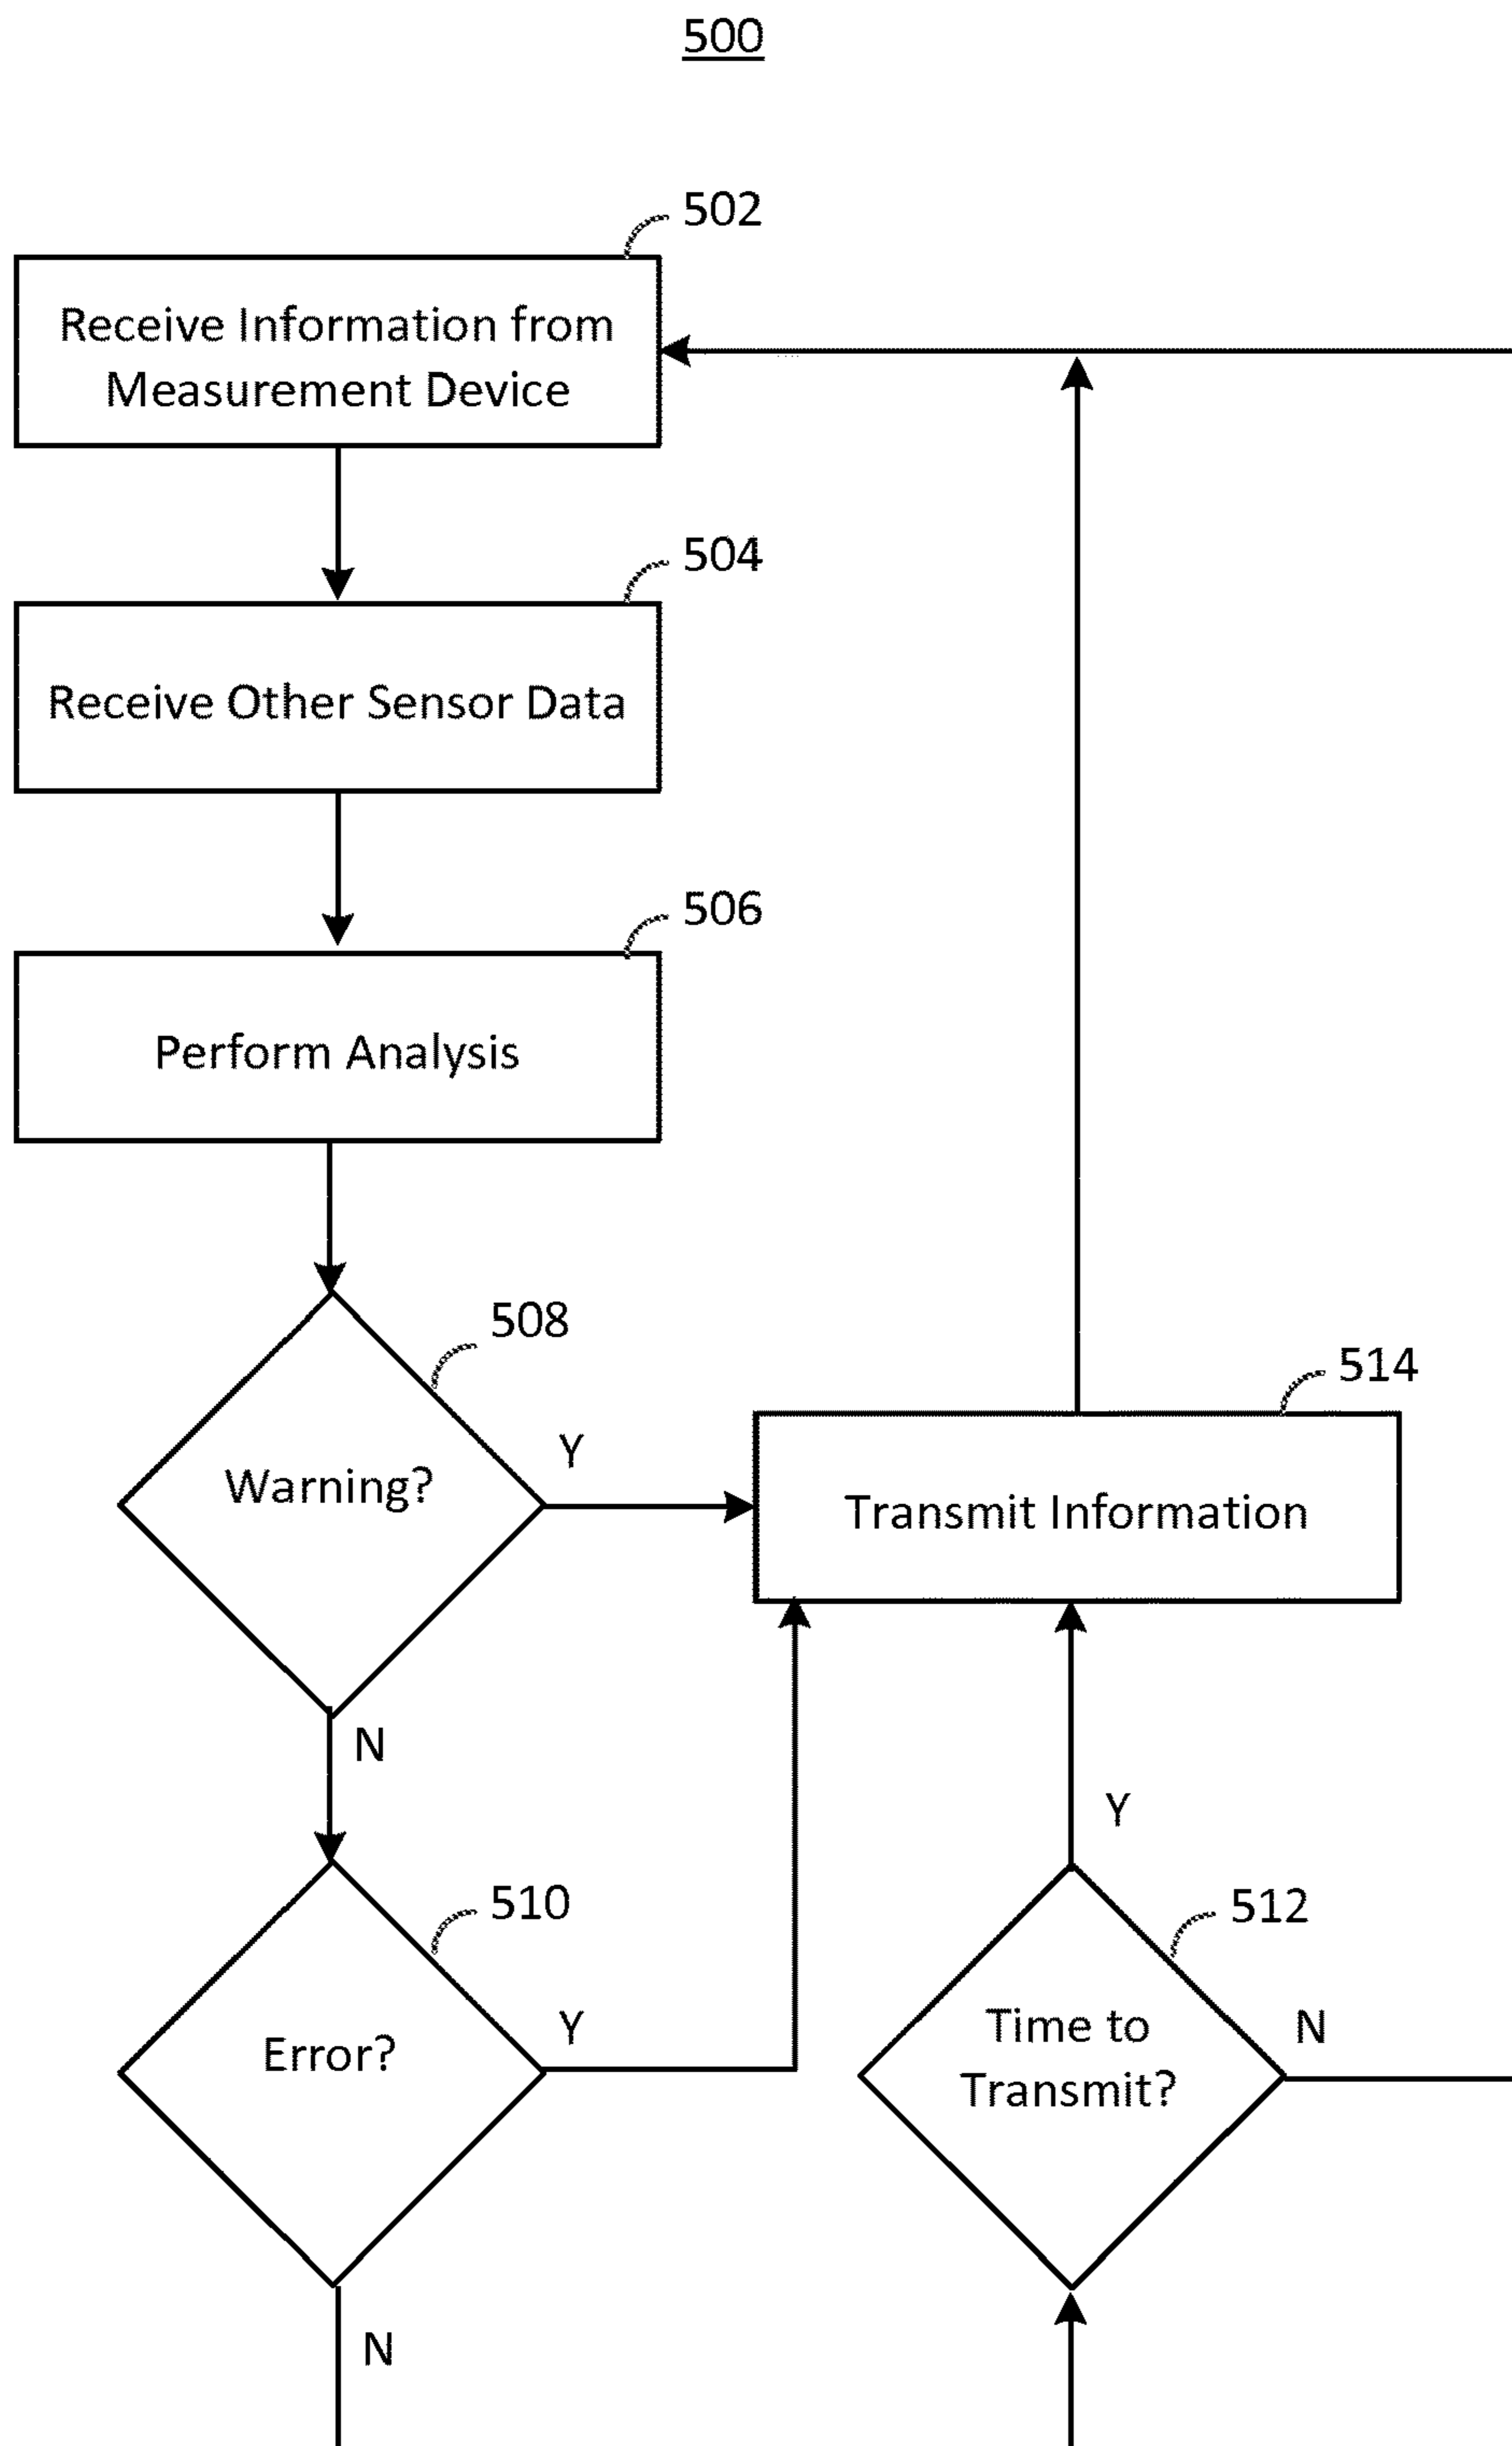 500
502
Receive Information from
Measurement Device
504
Receive Other Sensor Data
506
Perform Analysis
508
Warning?
Y
N
514
Transmit Information
510
Error?
Y
N
Y
512
Time to
Transmit?
N